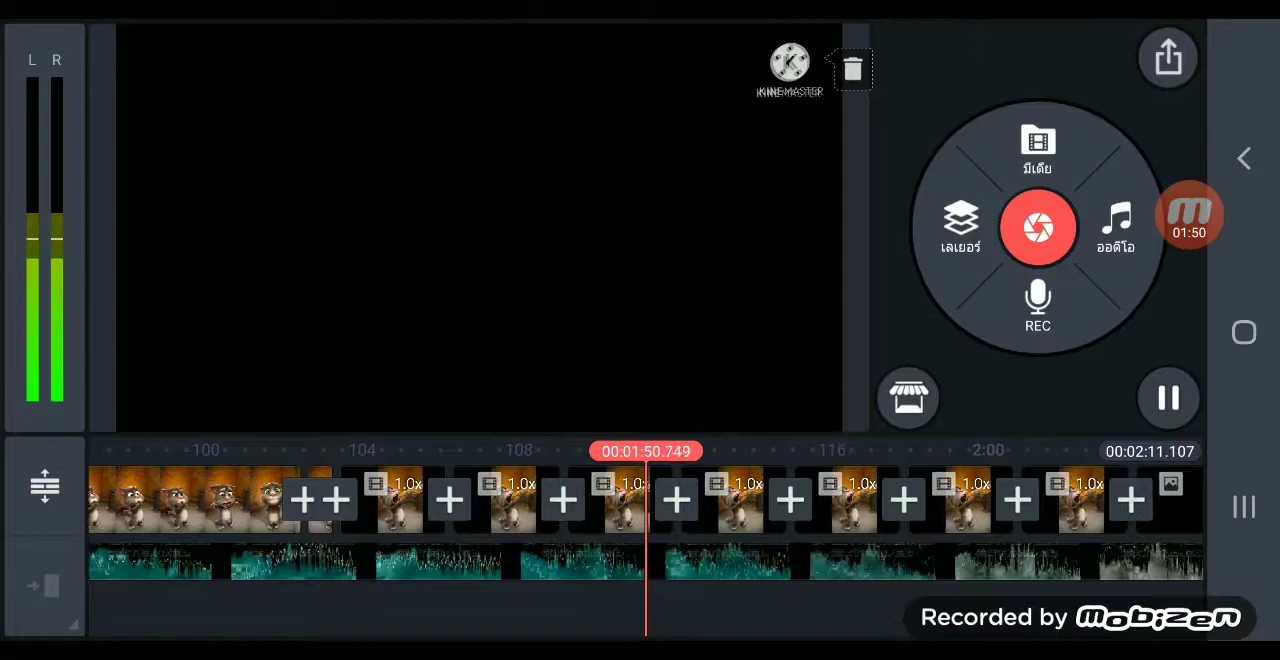 L R
KINEMASTER
มีเดีย
เลเยอร์
ออดิโอ
REC
01:50
100
104
108
00:01:50.749
116
2:00
00:02:11.107
1.0x
1.0x
1.0x
1.0x
1.0x
1.0x
Recorded by mobizen